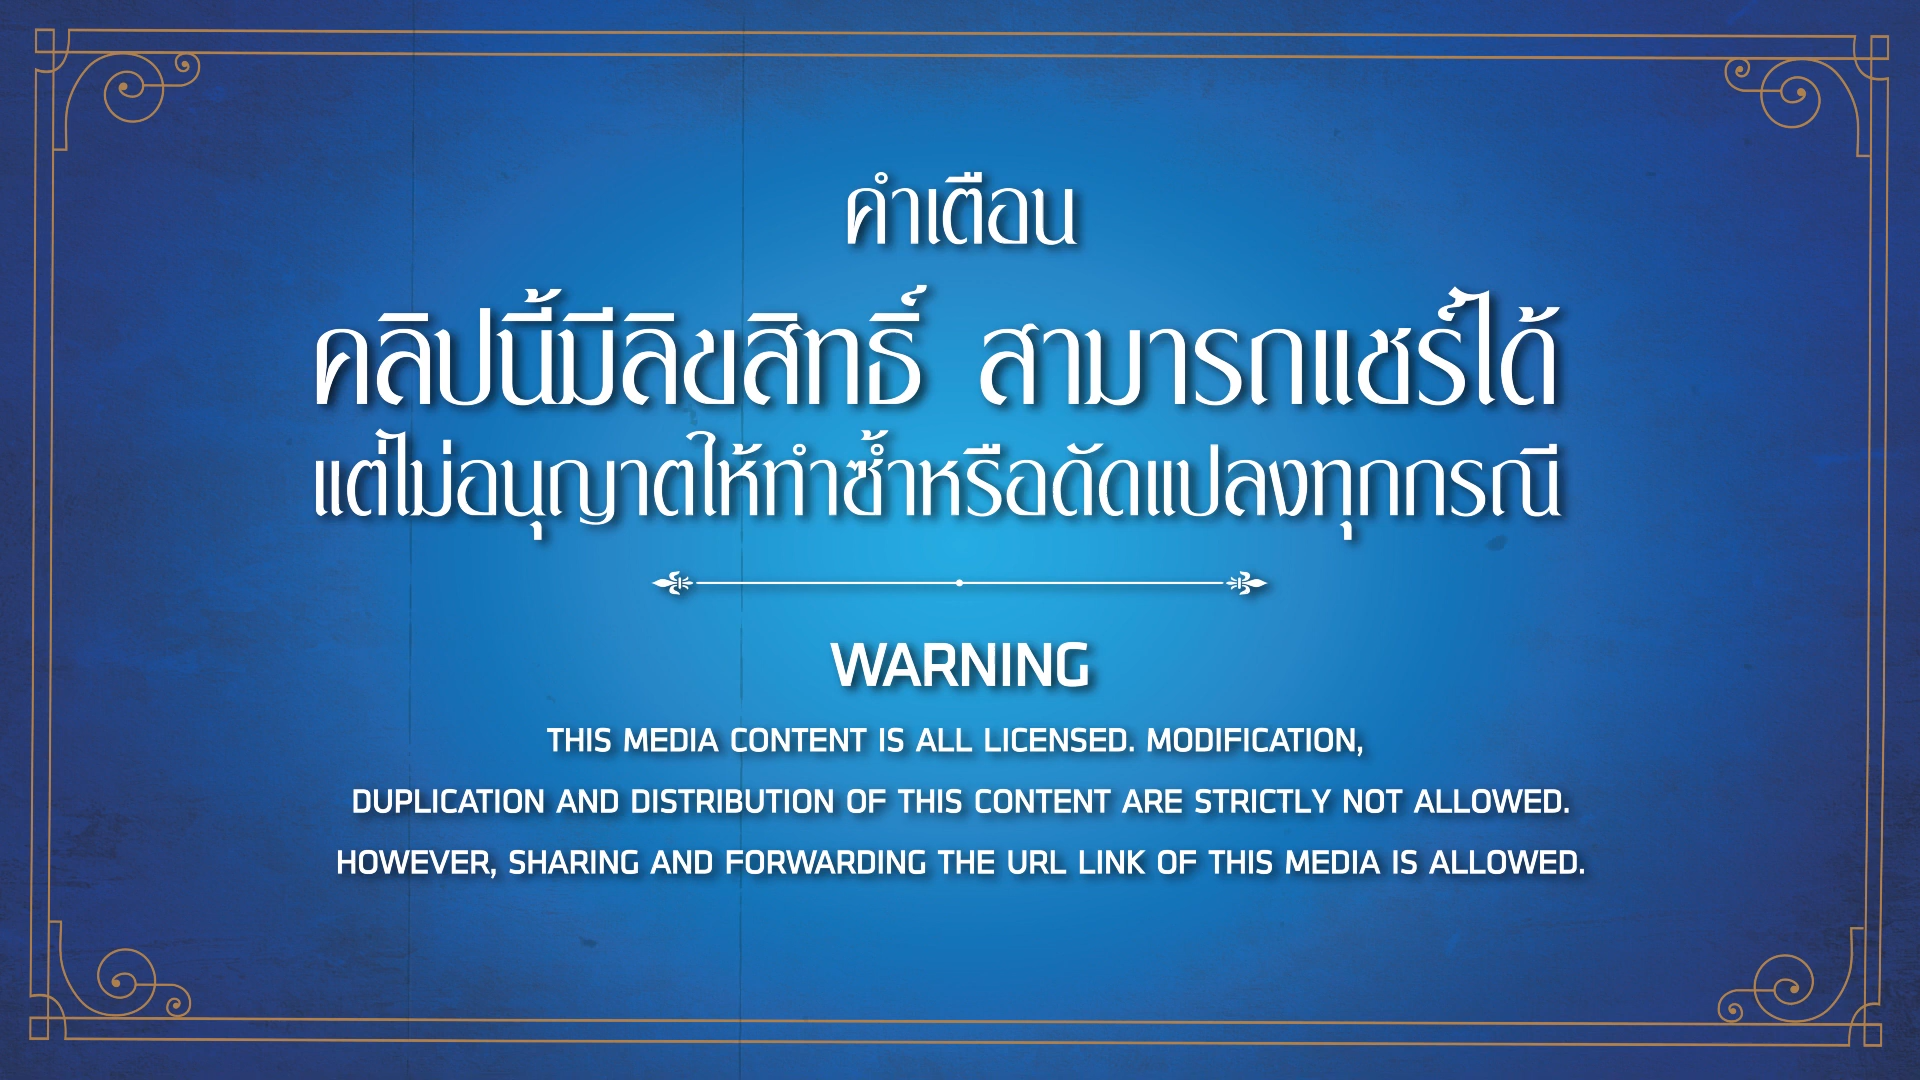 คำเตือน
คลิปนี้มีลิขสิทธิ์ สามารถแชร์ได้
แต่ไม่อนุญาตให้ทำซ้ำหรือดัดแปลงทุกกรณี
WARNING
THIS MEDIA CONTENT IS ALL LICENSED. MODIFICATION,
DUPLICATION AND DISTRIBUTION OF THIS CONTENT ARE STRICTLY NOT ALLOWED.
HOWEVER, SHARING AND FORWARDING THE URL LINK OF THIS MEDIA IS ALLOWED.